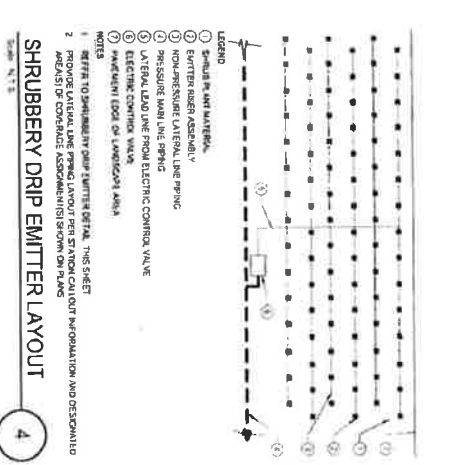 LEGEND
① SHRUB PLANT MATERIAL
② EMITTER RISER ASSEMBLY
③ NON-PRESSURE LATERAL LINE PIPING
④ PRESSURE MAIN LINE PIPING
⑤ LATERAL LEAD LINE FROM ELECTRIC CONTROL VALVE
⑥ ELECTRIC CONTROL VALVE
⑦ PAVEMENT EDGE OF LANDSCAPE AREA
NOTES
1 REFER TO SHRUBBERY DRIP EMITTER DETAIL THIS SHEET
2 PROVIDE LATERAL LINE PIPING LAYOUT PER STATION CALLOUT INFORMATION AND DESIGNATED
AREA(S) OF COVERAGE ASSIGNMENT(S) SHOWN ON PLANS
SHRUBBERY DRIP EMITTER LAYOUT
Scale N.T.S.
4